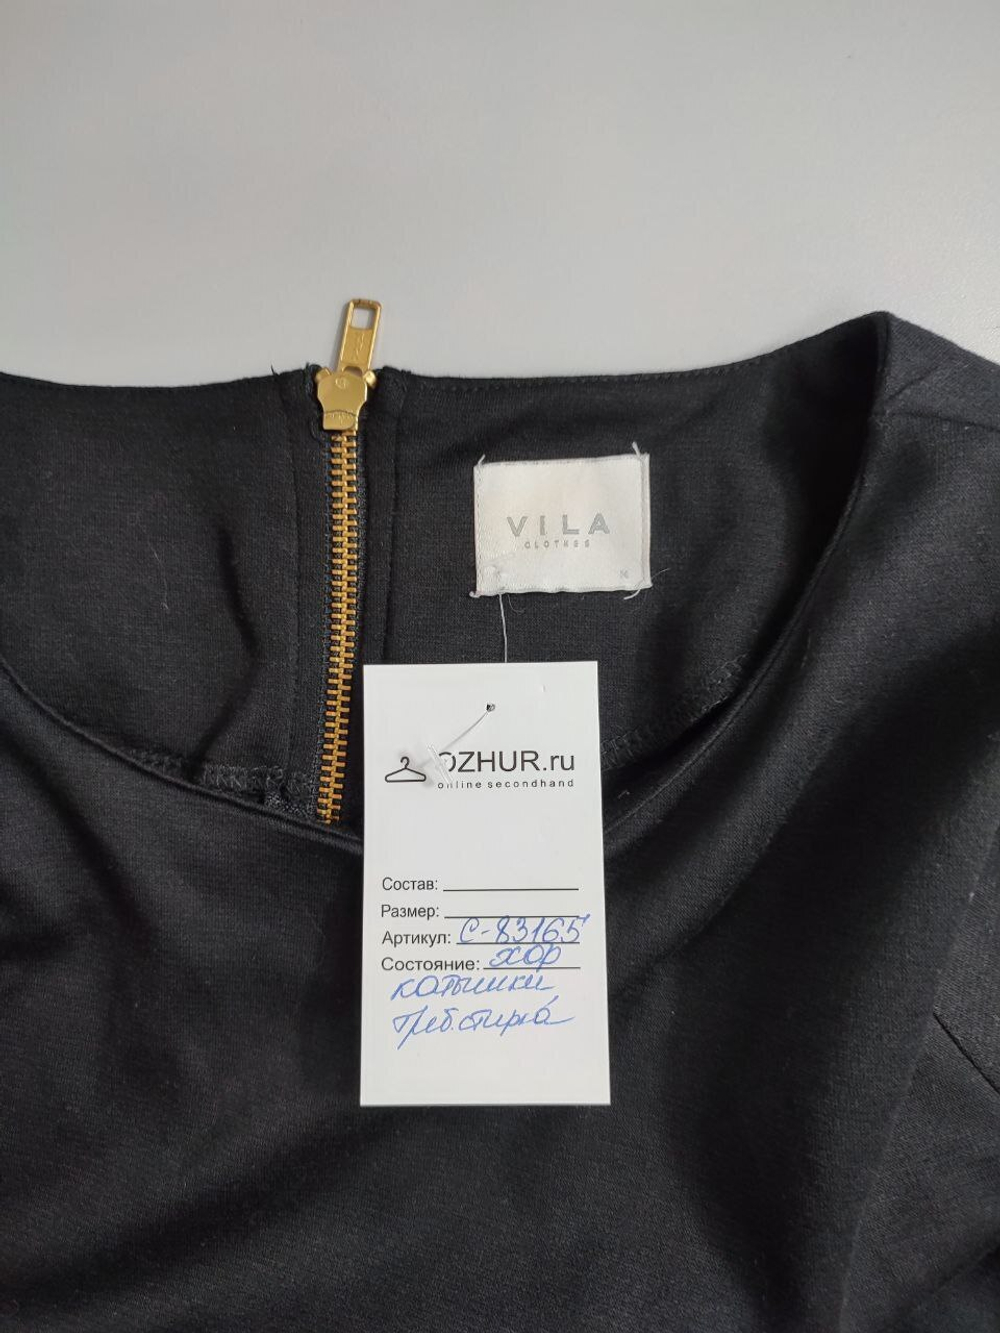 VILA
CLOTHES
M
OZHUR.ru
online secondhand
Состав:
Размер:
Артикул: С-83165
Состояние: хор
катышки
треб. стирка